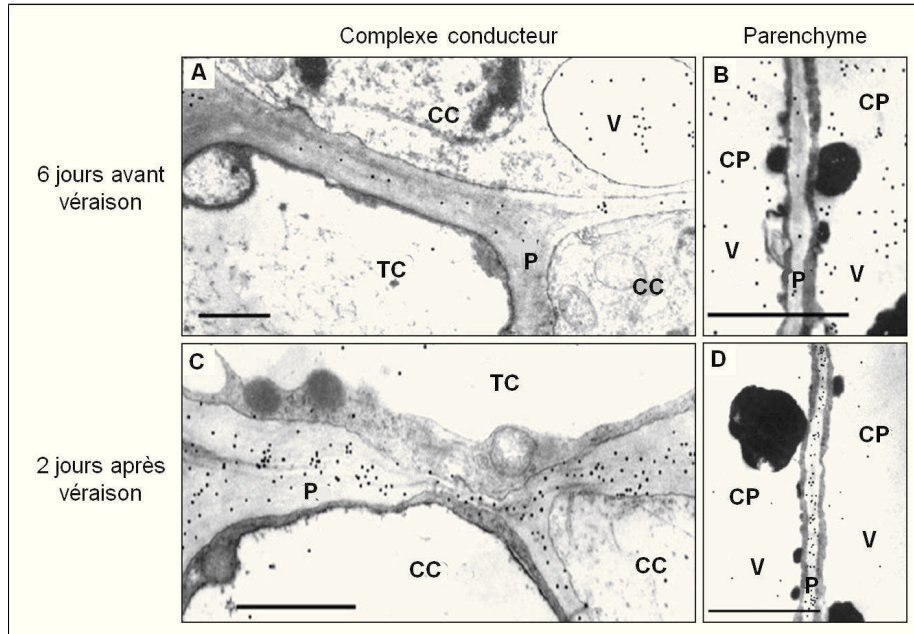 Complexe conducteur
Parenchyme
6 jours avant
véraison
A
CC
V
TC
P
CC
B
CP
CP
V
V
P
2 jours après
véraison
C
TC
P
CC
CC
D
CP
CP
V
V
P